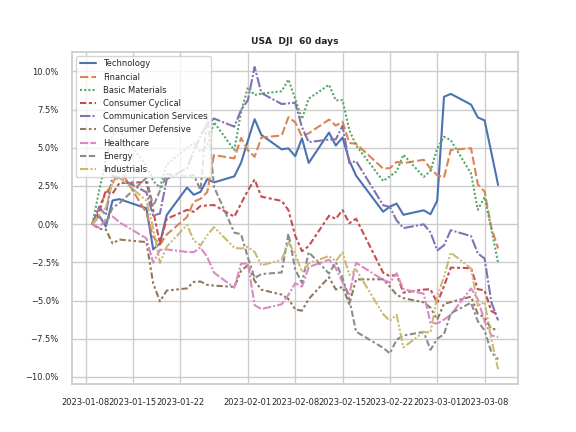 USA DJI 60 days
Technology
Financial
Basic Materials
Consumer Cyclical
Communication Services
Consumer Defensive
Healthcare
Energy
Industrials
10.0%
7.5%
5.0%
2.5%
0.0%
−2.5%
−5.0%
−7.5%
−10.0%
2023-01-08 2023-01-15 2023-01-22 2023-02-01 2023-02-08 2023-02-15 2023-02-22 2023-03-01 2023-03-08